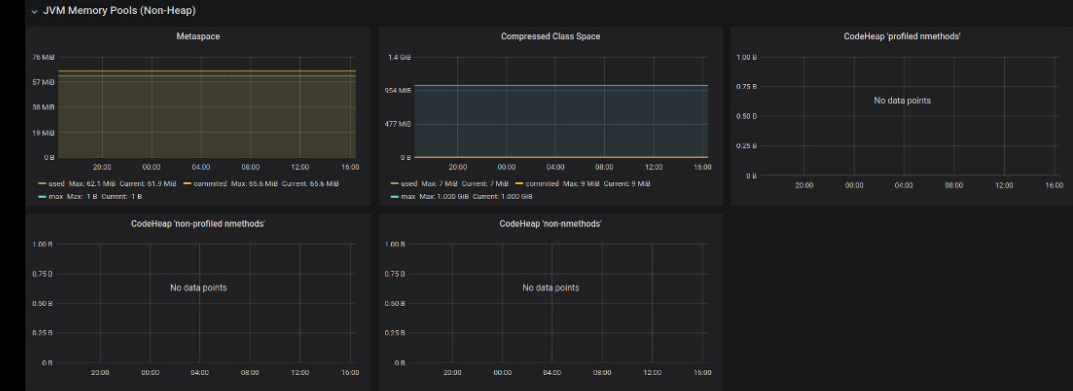 JVM Memory Pools (Non-Heap)
Metaspace
76 MiB
57 MiB
38 MiB
19 MiB
0 B
20:00 00:00 04:00 08:00 12:00 16:00
used Max: 62.1 MiB Current: 61.9 MiB commited Max: 65.6 MiB Current: 65.6 MiB
max Max: -1 B Current: -1 B
Compressed Class Space
1.4 GiB
954 MiB
477 MiB
0 B
20:00 00:00 04:00 08:00 12:00 16:00
used Max: 7 MiB Current: 7 MiB commited Max: 9 MiB Current: 9 MiB
max Max: 1.000 GiB Current: 1.000 GiB
CodeHeap 'profiled nmethods'
1.00 B
0.75 B
0.50 B
0.25 B
0 B
No data points
20:00 00:00 04:00 08:00 12:00 16:00
CodeHeap 'non-profiled nmethods'
1.00 B
0.75 B
0.50 B
0.25 B
0 B
No data points
20:00 00:00 04:00 08:00 12:00 16:00
CodeHeap 'non-nmethods'
1.00 B
0.75 B
0.50 B
0.25 B
0 B
No data points
20:00 00:00 04:00 08:00 12:00 16:00